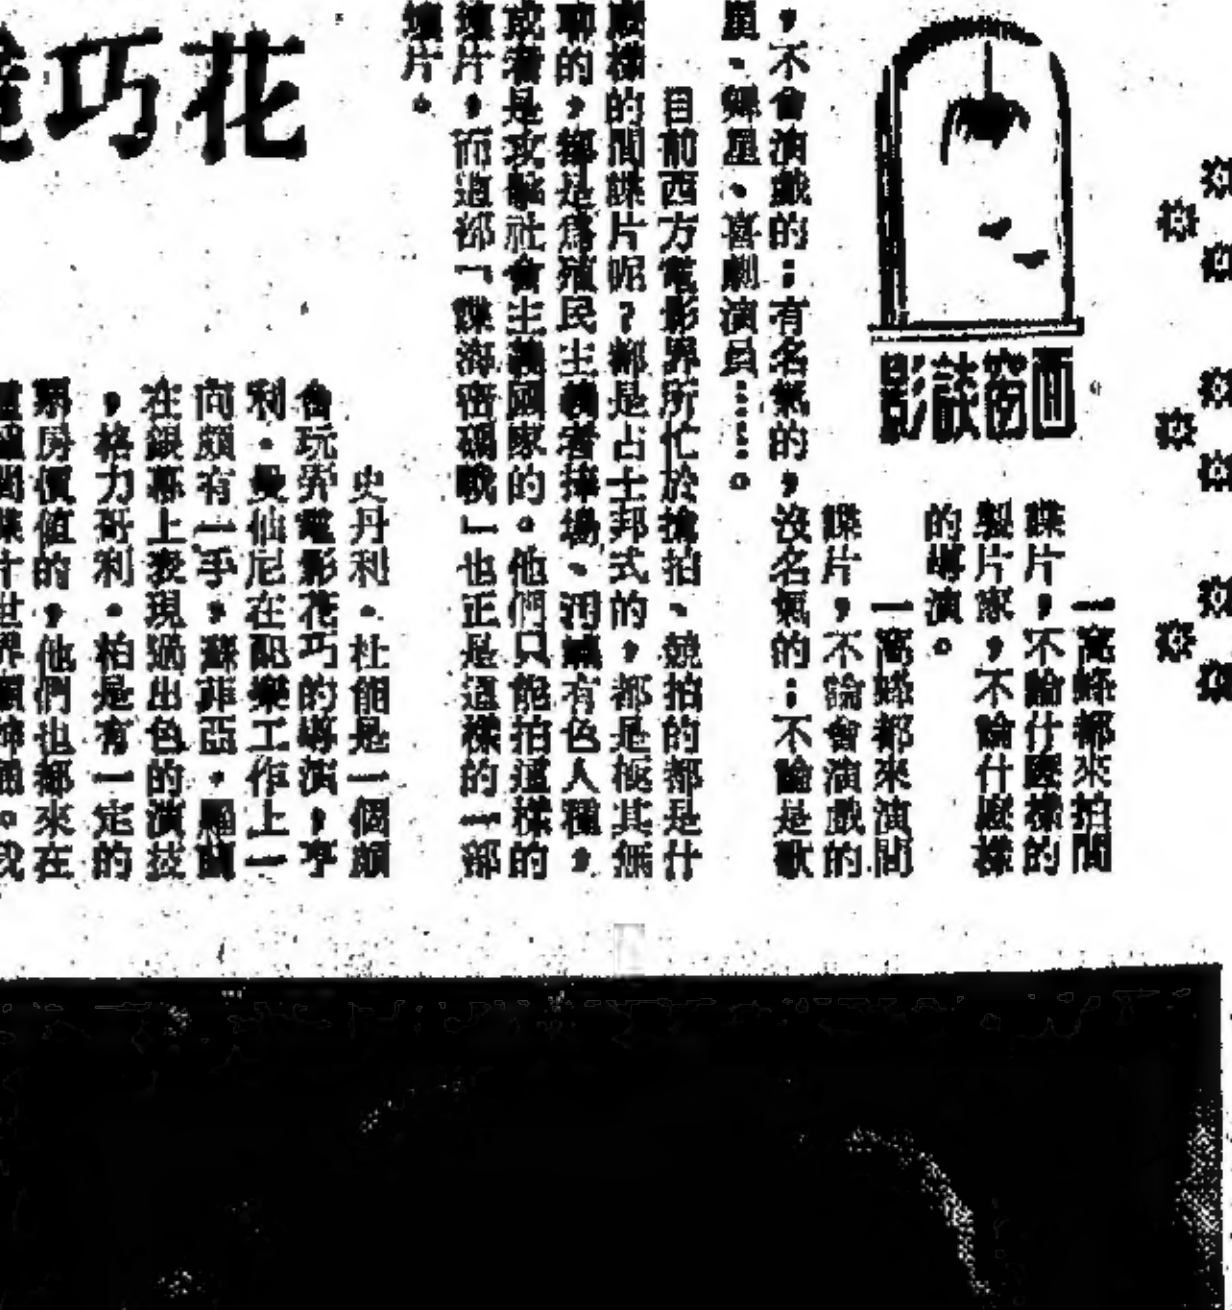 画窗談影
一窩蜂都來拍間
諜片，不論什麼樣的
製片家，不論什麼樣
的導演。
一窩蜂都來演間
諜片，不論會演戲的
，不會演戲的；有名氣的，沒名氣的；不論是歌
星、舞星、喜劇演員……。
目前西方電影界所忙於搶拍、競拍的都是什
麼樣的間諜片呢？都是占士邦式的，都是極其無
聊的，都是爲殖民主義者捧場、污衊有色人種，
或者是攻擊社會主義國家的。他們只能拍這樣的
壞片，而這部「諜海密碼戰」也正是這樣的一部
壞片。
花巧
史丹利・杜能是一個頗
會玩弄電影花巧的導演，亨
利・曼仙尼在配樂工作上一
向頗有一手，蘇菲亞・羅蘭
在銀幕上表現過出色的演技
，格力哥利・柏是有一定的
票房價值的，他們也都來在